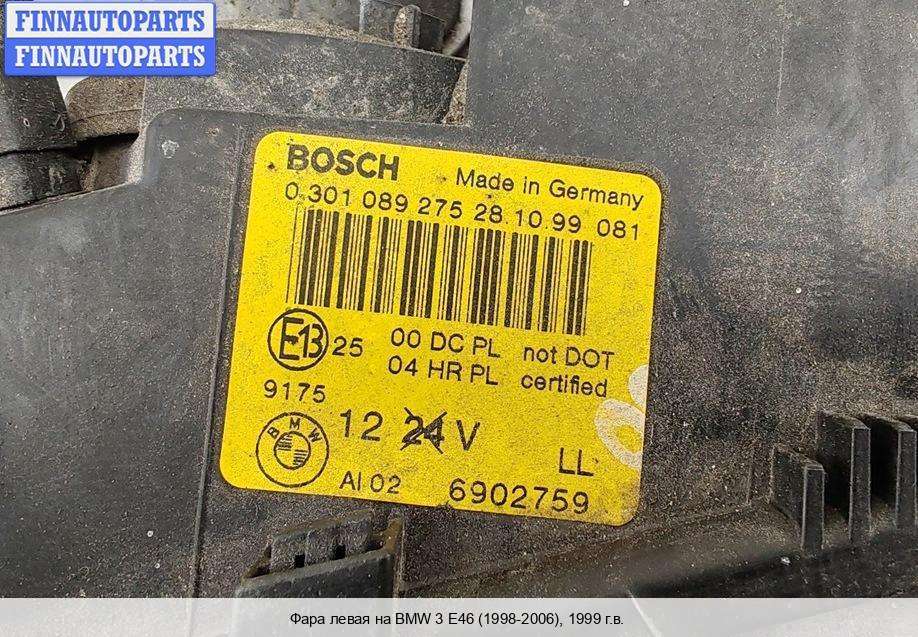 FINNAUTOPARTS
FINNAUTOPARTS
BOSCH Made in Germany
0 301 089 275 28.10.99 081
E13 25 00 DC PL not DOT
04 HR PL certified
9175
12 24 V
BMW
LL
AI 02 6902759
Фара левая на BMW 3 E46 (1998-2006), 1999 г.в.